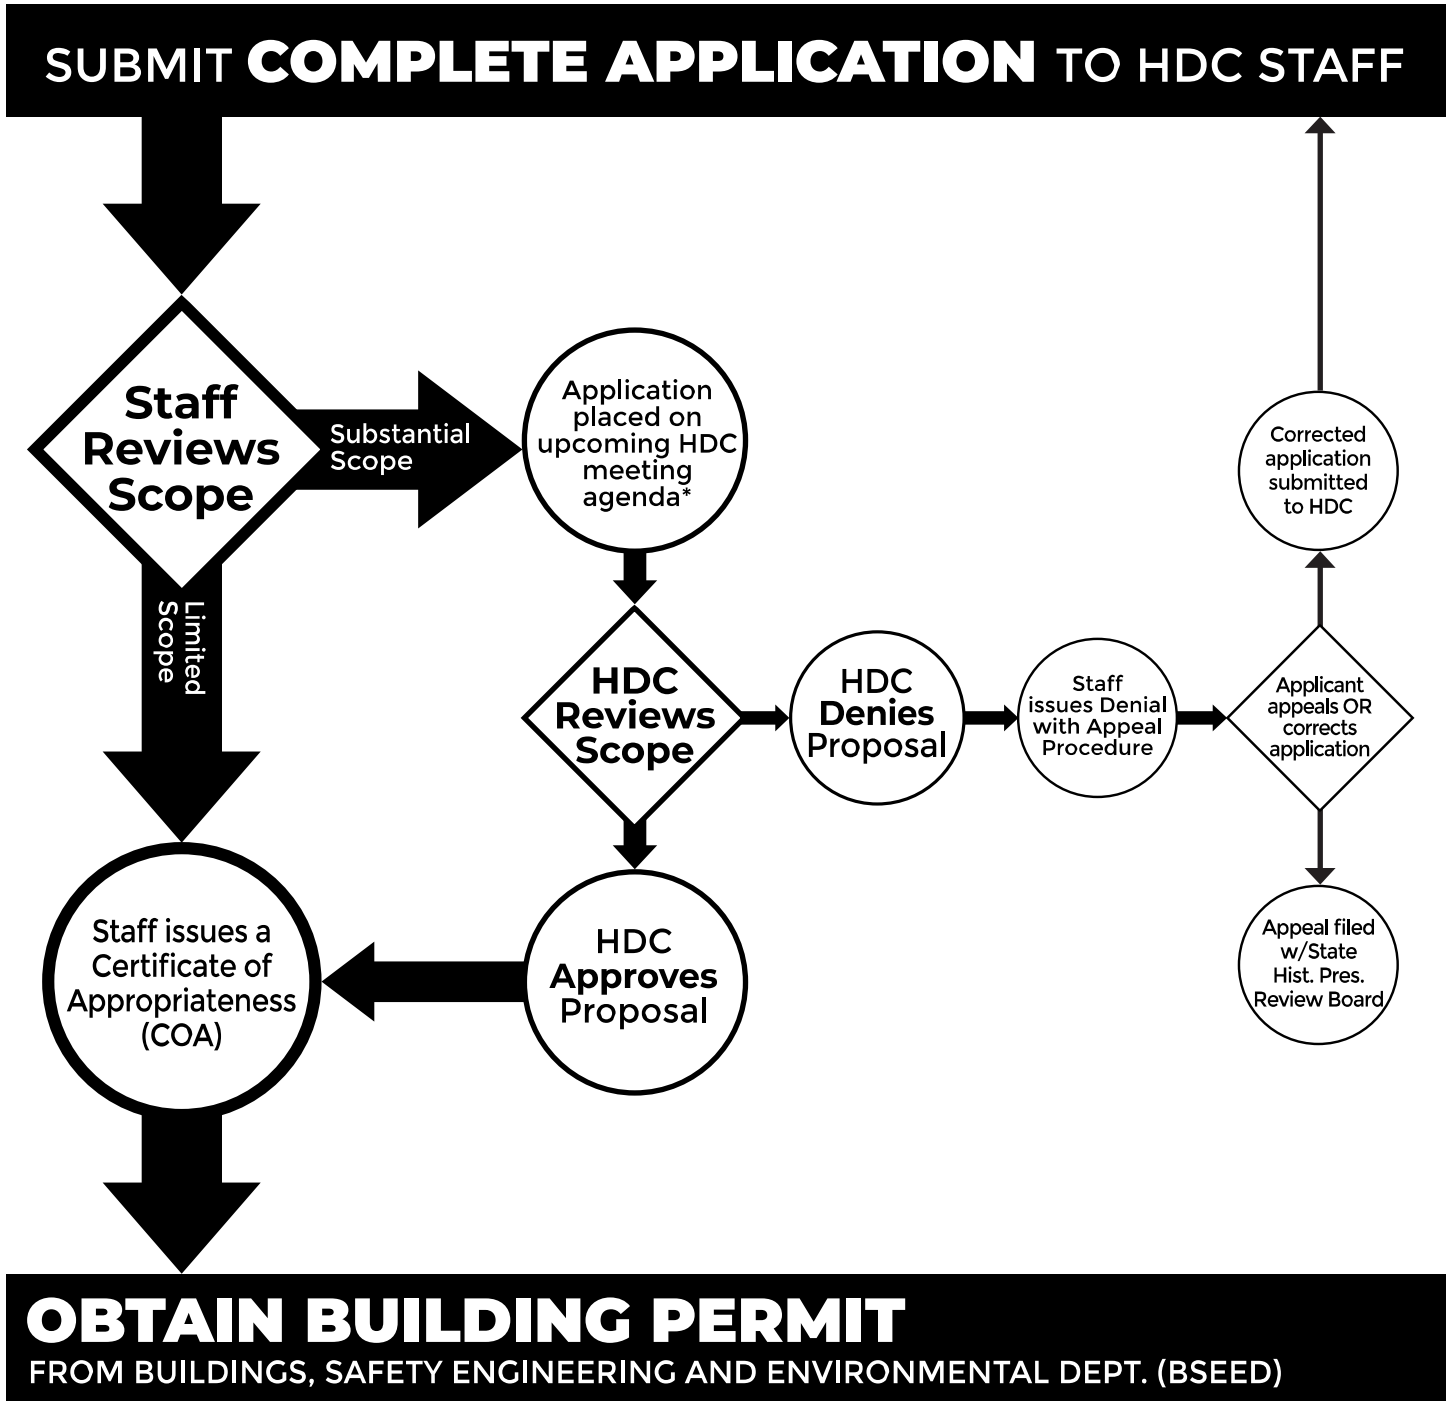 SUBMIT COMPLETE APPLICATION TO HDC STAFF
Staff
Reviews
Scope
Substantial
Scope
Application
placed on
upcoming HDC
meeting
agenda*
Limited
Scope
HDC
Reviews
Scope
HDC
Denies
Proposal
Staff
issues Denial
with Appeal
Procedure
Applicant
appeals OR
corrects
application
Corrected
application
submitted
to HDC
Appeal filed
w/State
Hist. Pres.
Review Board
HDC
Approves
Proposal
Staff issues a
Certificate of
Appropriateness
(COA)
OBTAIN BUILDING PERMIT
FROM BUILDINGS, SAFETY ENGINEERING AND ENVIRONMENTAL DEPT. (BSEED)